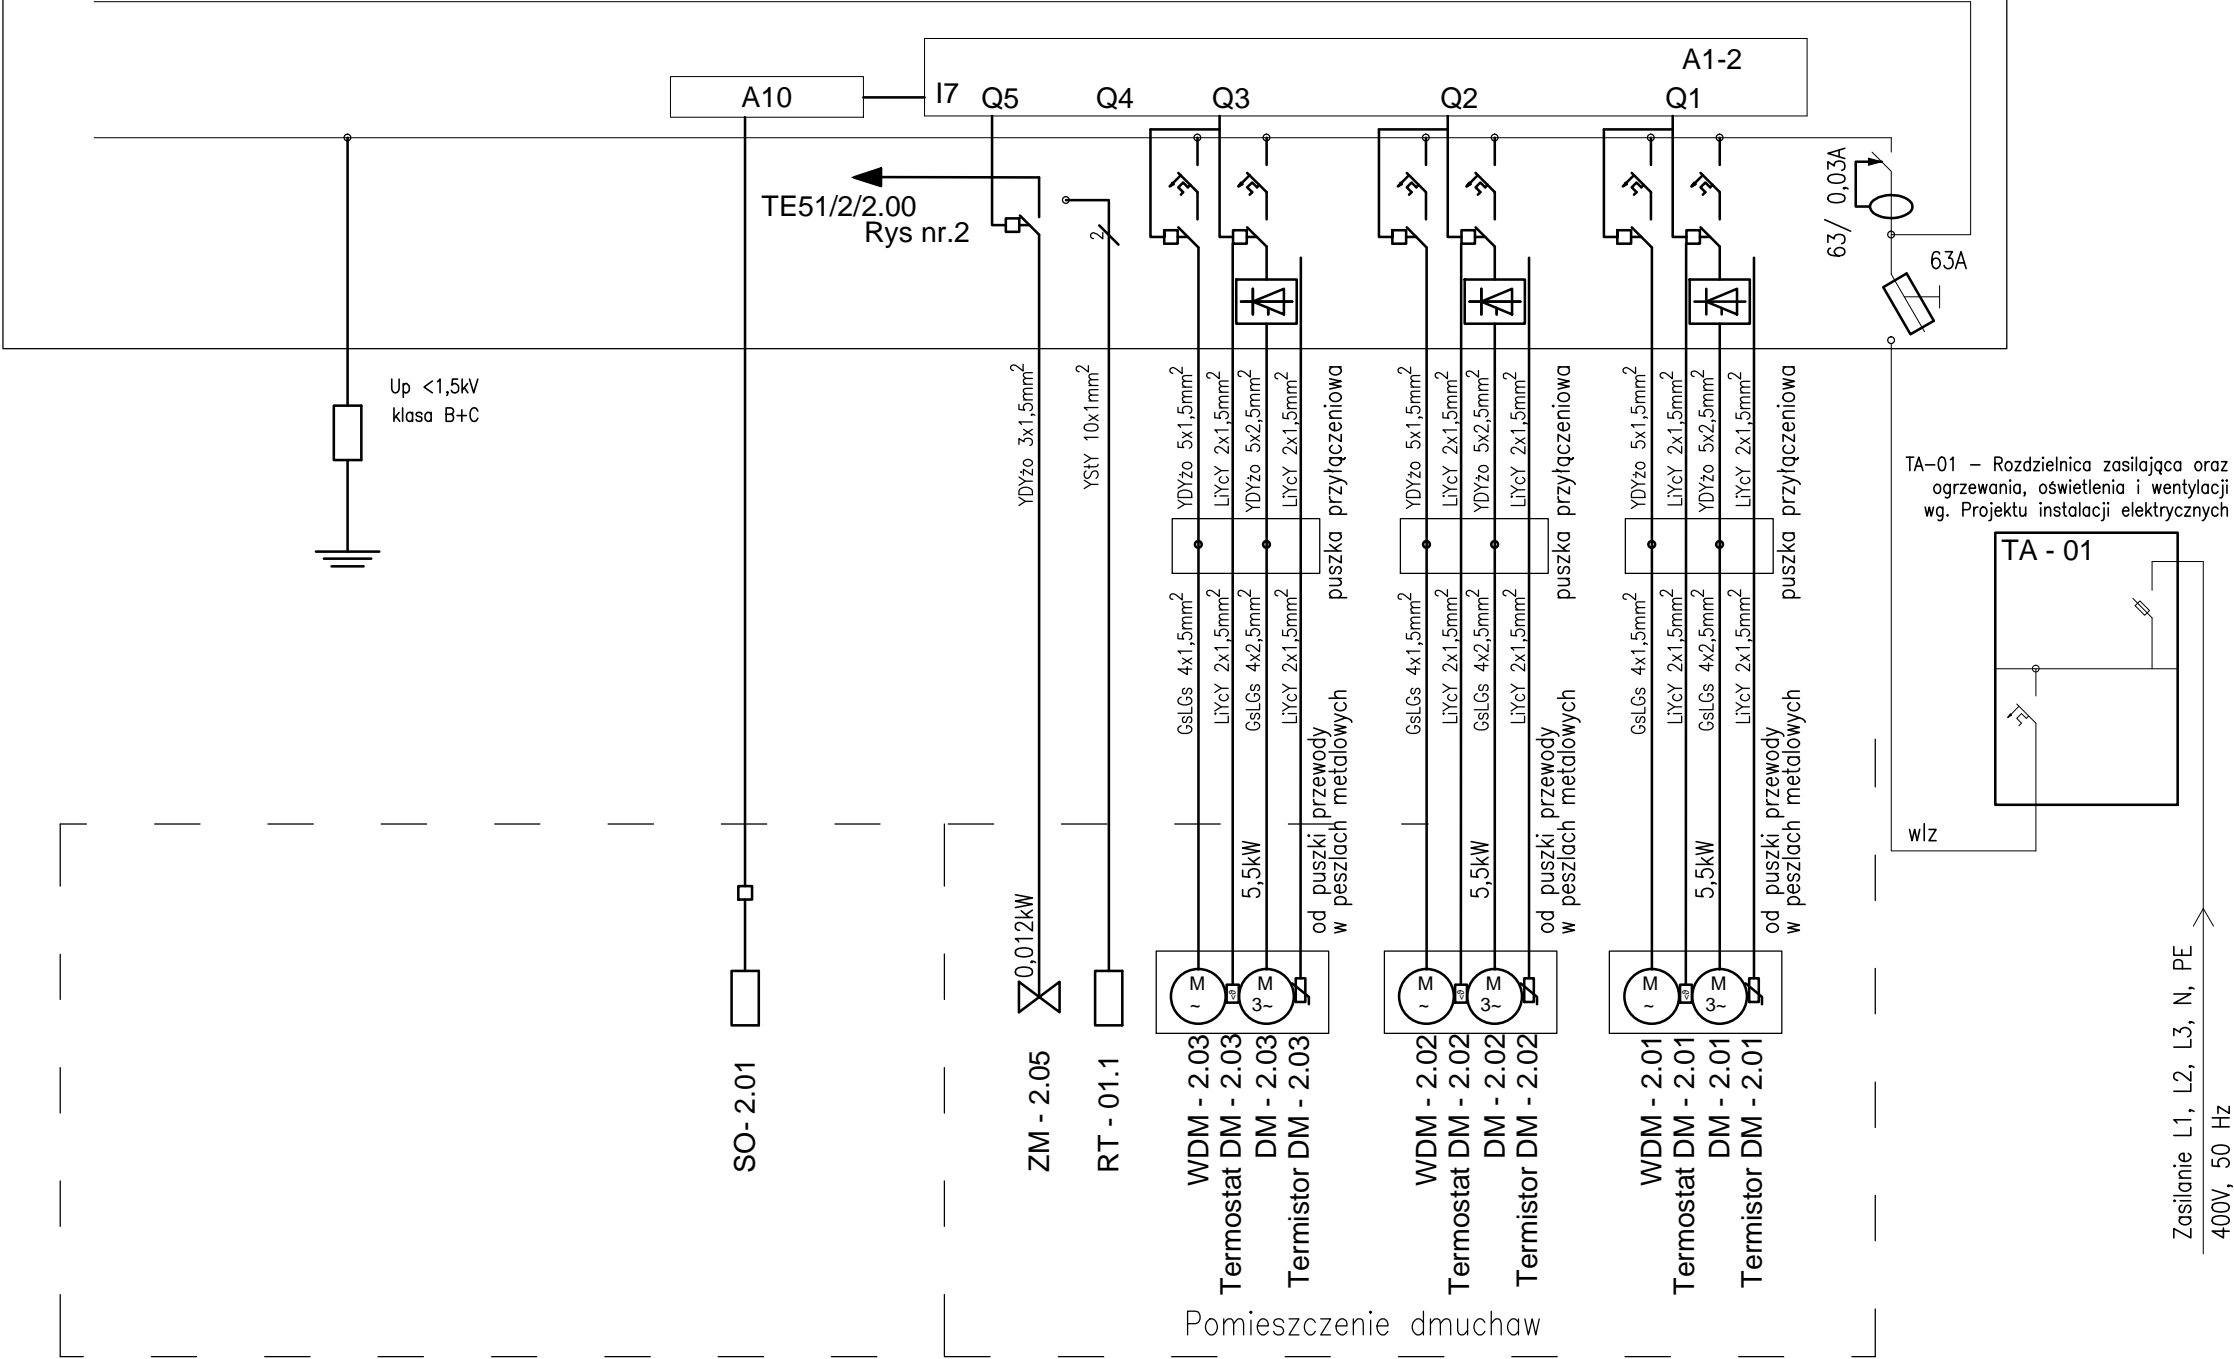 A1-2
A10
I7
Q5
Q4
Q3
Q2
Q1
TE51/2/2.00
Rys nr.2
2
63/ 0,03A
63A
Up <1,5kV
klasa B+C
YDYżo 3x1,5mm²
YStY 10x1mm²
YDYżo 5x1,5mm²
LiYcY 2x1,5mm²
YDYżo 5x2,5mm²
LiYcY 2x1,5mm²
puszka przyłączeniowa
YDYżo 5x1,5mm²
LiYcY 2x1,5mm²
YDYżo 5x2,5mm²
LiYcY 2x1,5mm²
puszka przyłączeniowa
YDYżo 5x1,5mm²
LiYcY 2x1,5mm²
YDYżo 5x2,5mm²
LiYcY 2x1,5mm²
puszka przyłączeniowa
TA-01 - Rozdzielnica zasilająca oraz
ogrzewania, oświetlenia i wentylacji
wg. Projektu instalacji elektrycznych
TA - 01
GsLGs 4x1,5mm²
LiYcY 2x1,5mm²
GsLGs 4x2,5mm²
LiYcY 2x1,5mm²
od puszki przewody
w peszlach metalowych
GsLGs 4x1,5mm²
LiYcY 2x1,5mm²
GsLGs 4x2,5mm²
LiYcY 2x1,5mm²
od puszki przewody
w peszlach metalowych
GsLGs 4x1,5mm²
LiYcY 2x1,5mm²
GsLGs 4x2,5mm²
LiYcY 2x1,5mm²
od puszki przewody
w peszlach metalowych
wlz
0,012kW
5,5kW
5,5kW
5,5kW
M
~
M
3~
M
~
M
3~
M
~
M
3~
SO- 2.01
ZM - 2.05
RT - 01.1
WDM - 2.03
Termostat DM - 2.03
DM - 2.03
Termistor DM - 2.03
WDM - 2.02
Termostat DM - 2.02
DM - 2.02
Termistor DM - 2.02
WDM - 2.01
Termostat DM - 2.01
DM - 2.01
Termistor DM - 2.01
Zasilanie L1, L2, L3, N, PE
400V, 50 Hz
Pomieszczenie dmuchaw